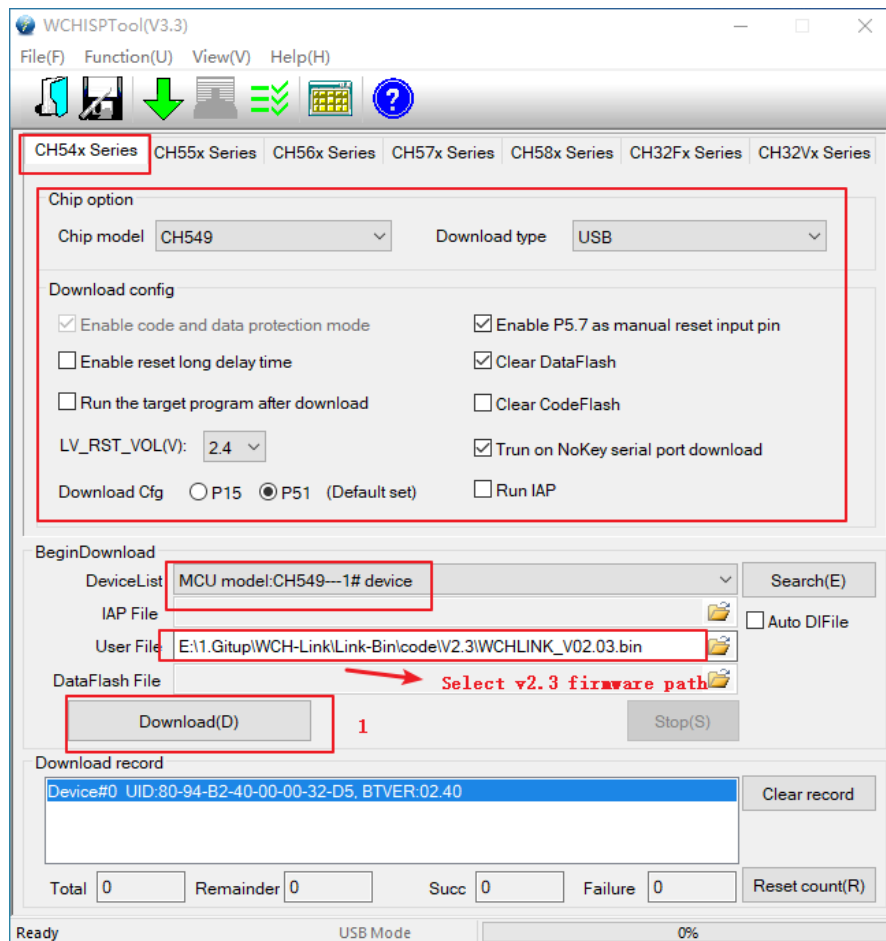 WCHISPTool(V3.3)
File(F) Function(U) View(V) Help(H)
CH54x Series CH55x Series CH56x Series CH57x Series CH58x Series CH32Fx Series CH32Vx Series
Chip option
Chip model CH549 Download type USB
Download config
Enable code and data protection mode Enable P5.7 as manual reset input pin
Enable reset long delay time Clear DataFlash
Run the target program after download Clear CodeFlash
LV_RST_VOL(V): 2.4 Trun on NoKey serial port download
Download Cfg P15 P51 (Default set) Run IAP
BeginDownload
DeviceList MCU model:CH549---1# device Search(E)
IAP File Auto DIFile
User File E:\1.Gitup\WCH-Link\Link-Bin\code\V2.3\WCHLINK_V02.03.bin
DataFlash File Select v2.3 firmware path
Download(D) 1 Stop(S)
Download record
Device#0 UID:80-94-B2-40-00-00-32-D5, BTVER:02.40
Clear record
Total 0 Remainder 0 Succ 0 Failure 0 Reset count(R)
Ready USB Mode 0%